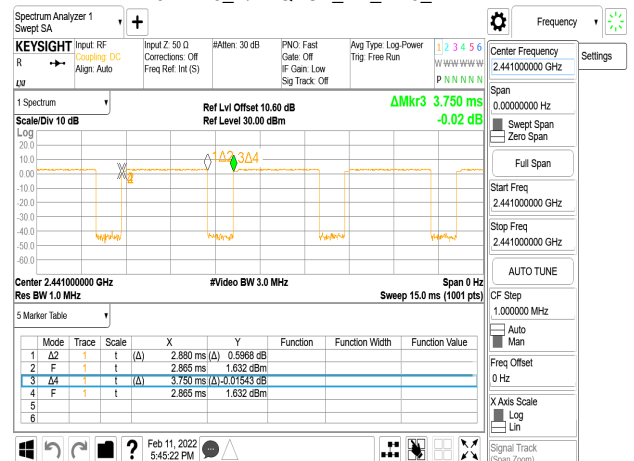 Spectrum Analyzer 1
Swept SA
Frequency
KEYSIGHT
R
Input: RF
Coupling: DC
Align: Auto
Input Z: 50 Ω
Corrections: Off
Freq Ref: Int (S)
#Atten: 30 dB
PNO: Fast
Gate: Off
IF Gain: Low
Sig Track: Off
Avg Type: Log-Power
Trig: Free Run
1 2 3 4 5 6
W W W W W W
P N N N N N
1 Spectrum
Scale/Div 10 dB
Ref Lvl Offset 10.60 dB
Ref Level 30.00 dBm
ΔMkr3 3.750 ms
-0.02 dB
Log
20.0
10.0
0.00
-10.0
-20.0
-30.0
-40.0
-50.0
-60.0
1Δ2
3Δ4
Center 2.441000000 GHz
Res BW 1.0 MHz
#Video BW 3.0 MHz
Span 0 Hz
Sweep 15.0 ms (1001 pts)
5 Marker Table
Mode Trace Scale X Y Function Function Width Function Value
1 Δ2 1 t (Δ) 2.880 ms (Δ) 0.5968 dB
2 F 1 t 2.865 ms 1.632 dBm
3 Δ4 1 t (Δ) 3.750 ms (Δ) -0.01543 dB
4 F 1 t 2.865 ms 1.632 dBm
5
6
?
Feb 11, 2022
5:45:22 PM
Center Frequency
2.441000000 GHz
Settings
Span
0.00000000 Hz
Swept Span
Zero Span
Full Span
Start Freq
2.441000000 GHz
Stop Freq
2.441000000 GHz
AUTO TUNE
CF Step
1.000000 MHz
Auto
Man
Freq Offset
0 Hz
X Axis Scale
Log
Lin
Signal Track
(Span Zoom)